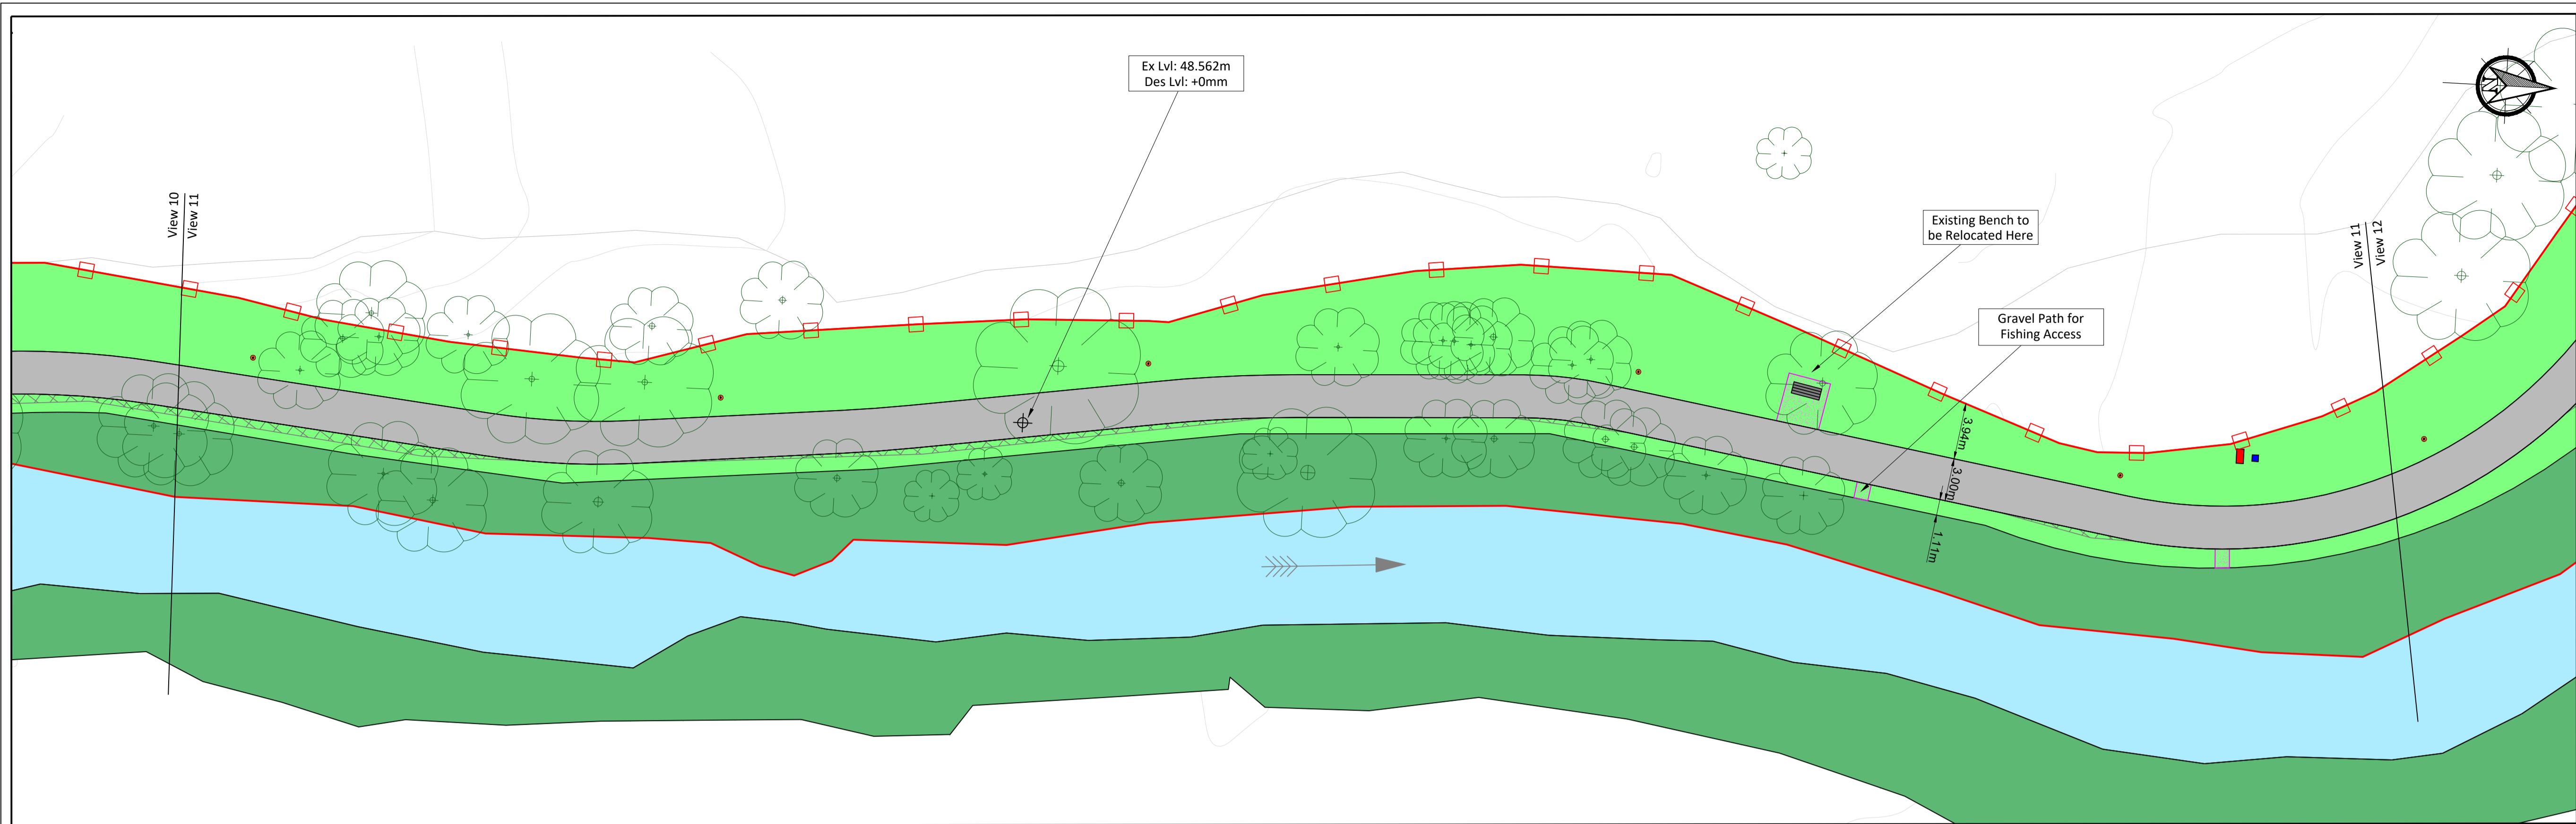 Ex Lvl: 48.562m
Des Lvl: +0mm
View 10
View 11
Existing Bench to
be Relocated Here
Gravel Path for
Fishing Access
View 11
View 12
N
3.94m
3.00m
1.11m